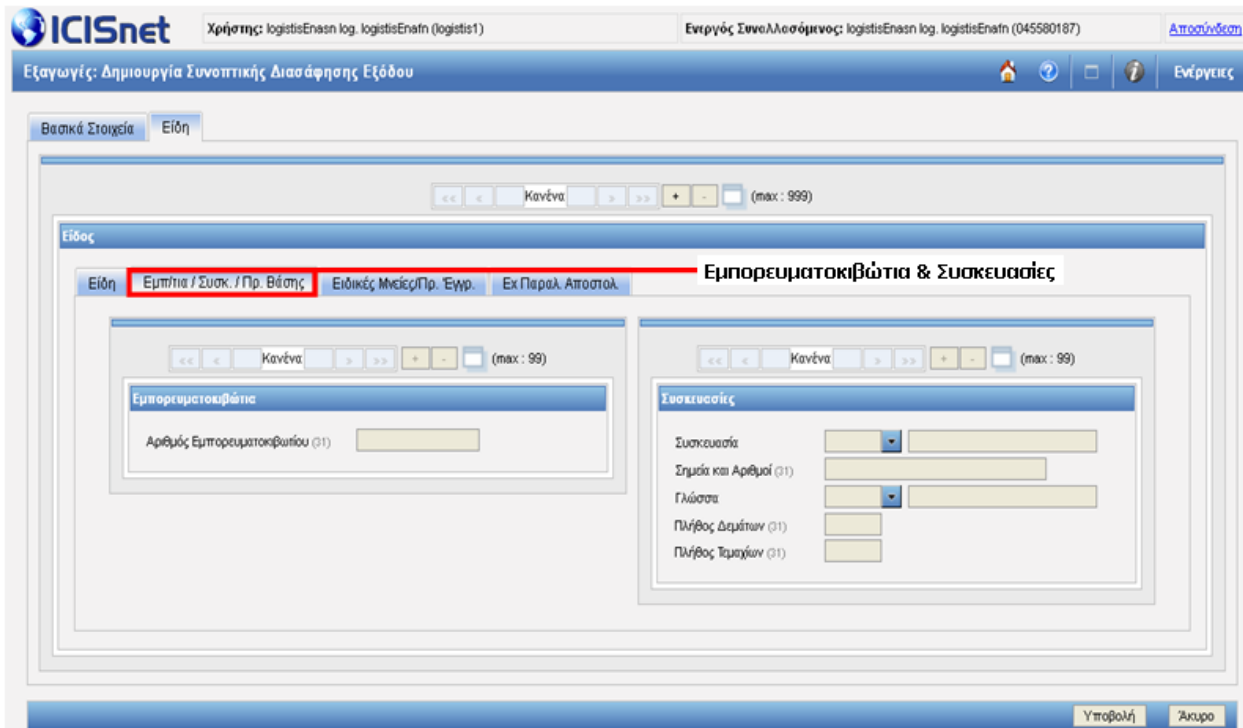 ICISnet Χρήστης: logistisEnasn log. logistisEnafn (logistis1) Ενεργός Συναλλασόμενος: logistisEnasn log. logistisEnafn (045580187) Αποσύνδεση
Εξαγωγές: Δημιουργία Συνοπτικής Διασάφησης Εξόδου Ενέργειες
Βασικά Στοιχεία Είδη
<< < Κανένα > >> + - (max : 999)
Είδος
Εμπορευματοκιβώτια & Συσκευασίες
Είδη Εμπ/τια / Συσκ. / Πρ. Βάσης Ειδικές Μνείες/Πρ. Έγγρ. Εx Παραλ. Αποστολ.
<< < Κανένα > >> + - (max : 99) << < Κανένα > >> + - (max : 99)
Εμπορευματοκιβώτια Συσκευασίες
Αριθμός Εμπορευματοκιβωτίου (31) Συσκευασία
Σημεία και Αριθμοί (31)
Γλώσσα
Πλήθος Δεμάτων (31)
Πλήθος Τεμαχίων (31)
Υποβολή Άκυρο